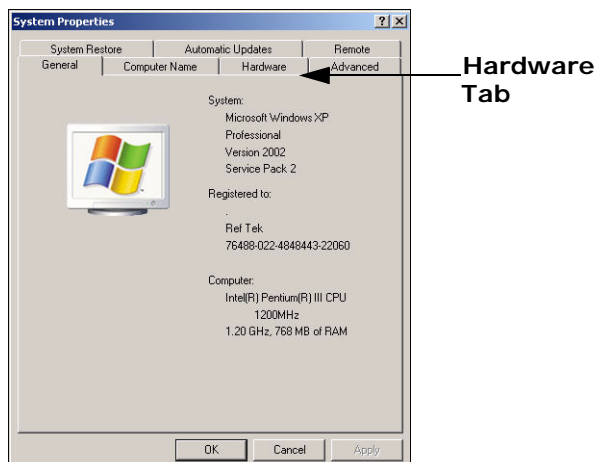 System Properties
System Restore Automatic Updates Remote
General Computer Name Hardware Advanced
Hardware
Tab
System:
Microsoft Windows XP
Professional
Version 2002
Service Pack 2
Registered to:
.
Ref Tek
76488-022-4848443-22060
Computer:
Intel(R) Pentium(R) III CPU
1200MHz
1.20 GHz, 768 MB of RAM
OK Cancel Apply